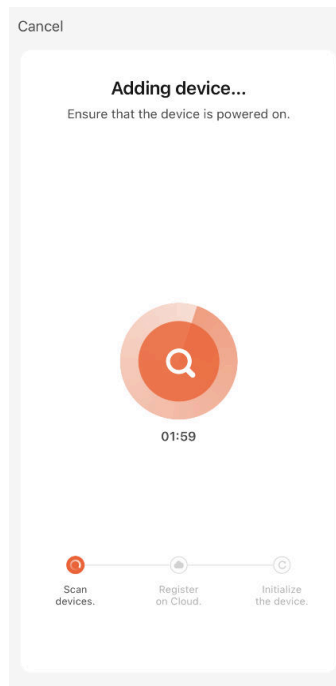 Cancel
Adding device...
Ensure that the device is powered on.
01:59
Scan
devices.
Register
on Cloud.
Initialize
the device.